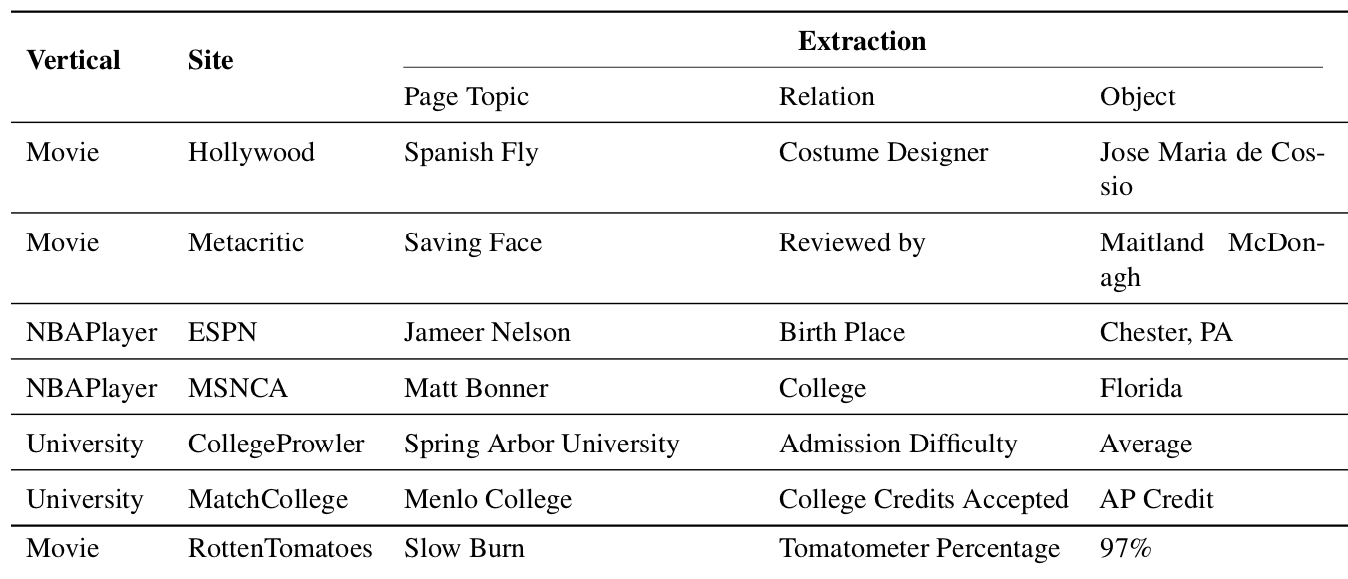 Extraction
Vertical Site
Page Topic Relation Object
Movie Hollywood Spanish Fly Costume Designer Jose Maria de Cos-
sio
Movie Metacritic Saving Face Reviewed by Maitland McDon-
agh
NBAPlayer ESPN Jameer Nelson Birth Place Chester, PA
NBAPlayer MSNCA Matt Bonner College Florida
University CollegeProwler Spring Arbor University Admission Difficulty Average
University MatchCollege Menlo College College Credits Accepted AP Credit
Movie RottenTomatoes Slow Burn Tomatometer Percentage 97%